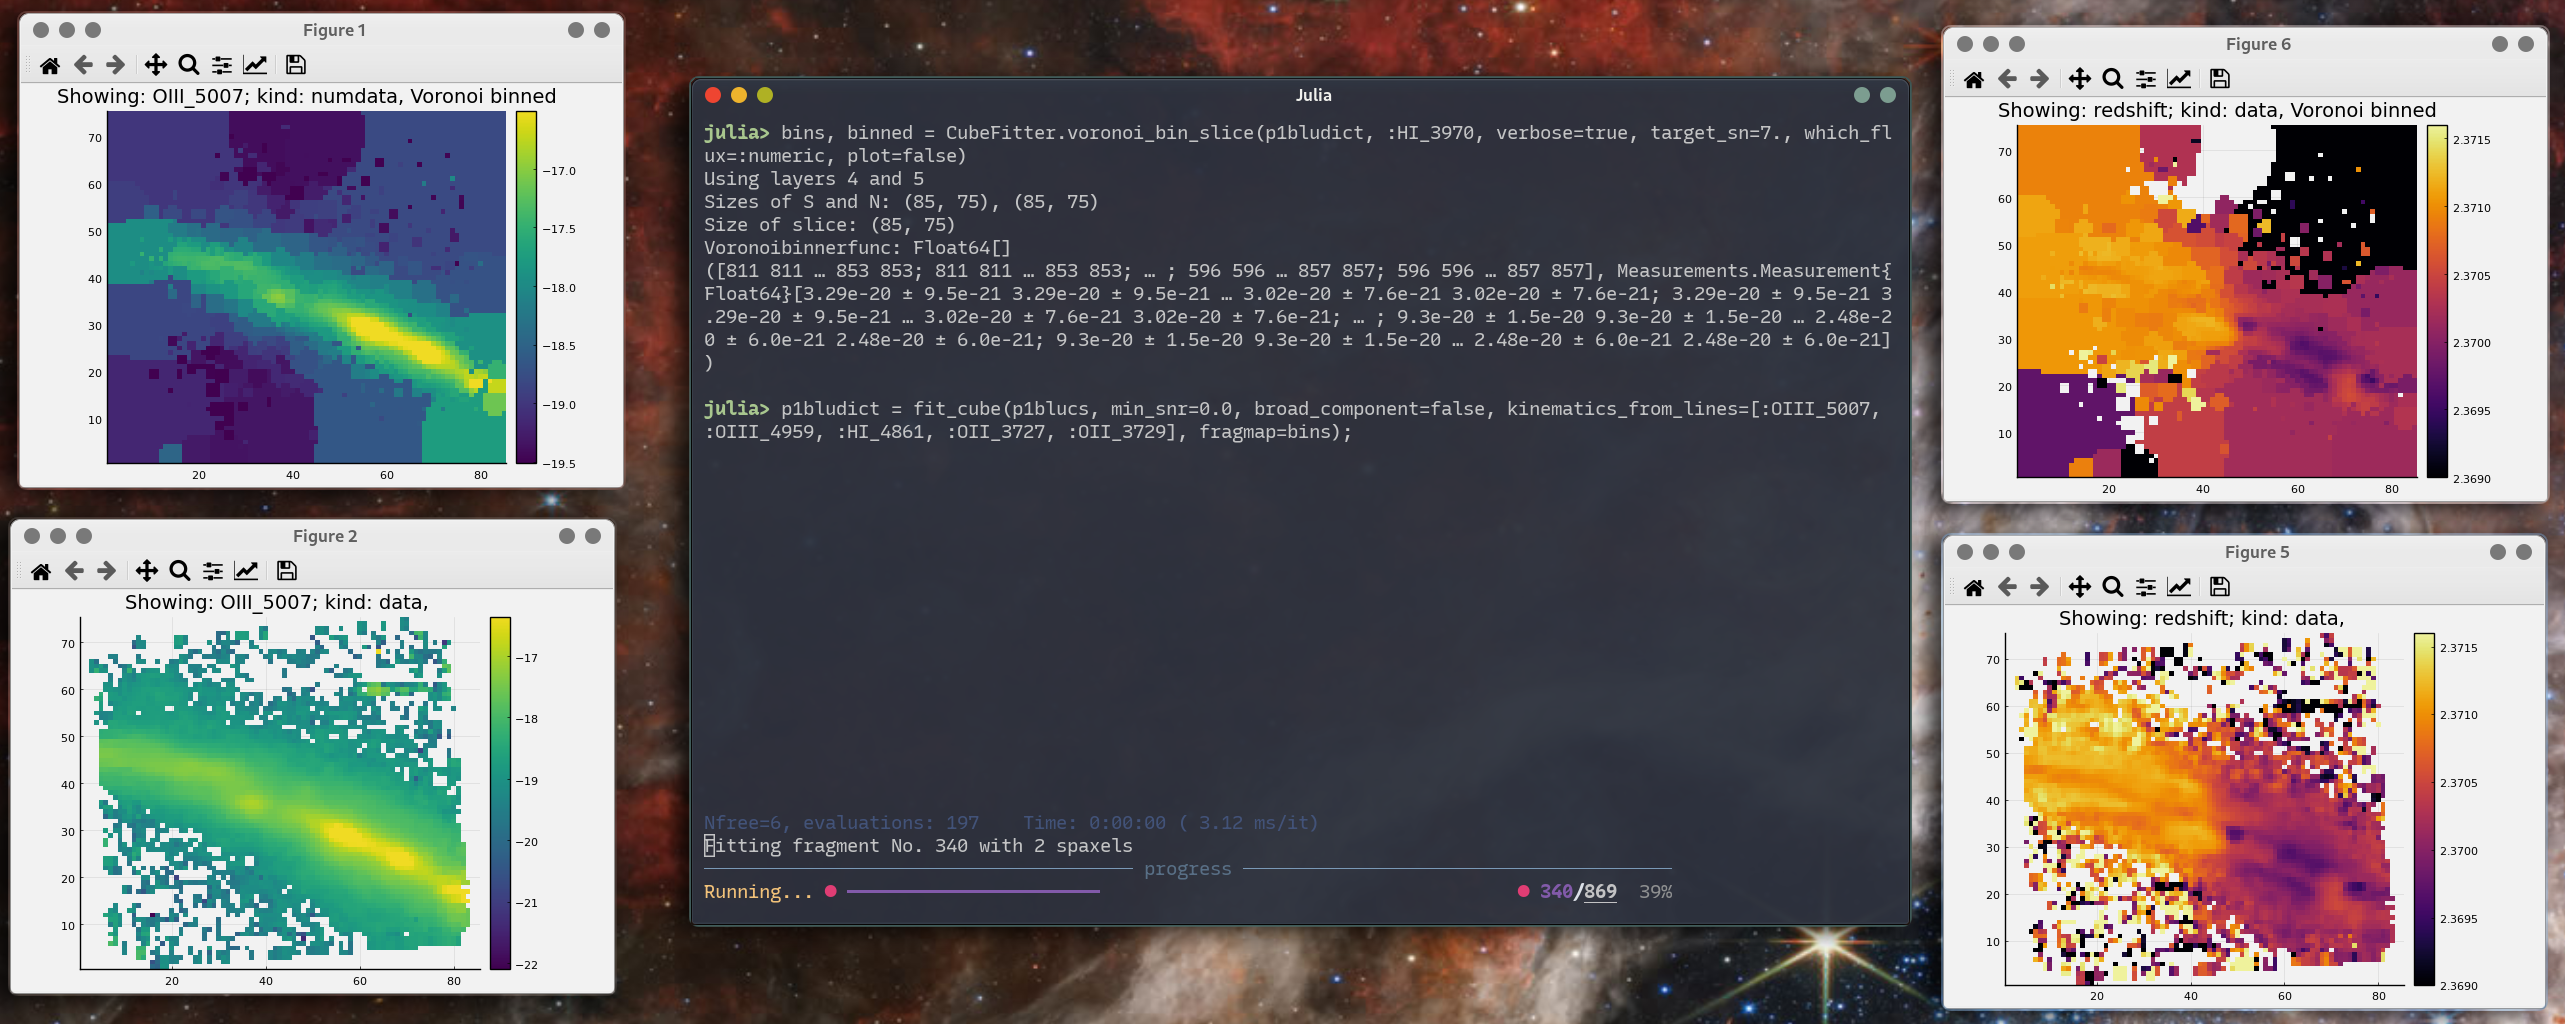 Figure 1
Showing: OIII_5007; kind: numdata, Voronoi binned
70
60
50
40
30
20
10
20 40 60 80
−17.0
−17.5
−18.0
−18.5
−19.0
−19.5
Figure 2
Showing: OIII_5007; kind: data,
70
60
50
40
30
20
10
20 40 60 80
−17
−18
−19
−20
−21
−22
Julia
julia> bins, binned = CubeFitter.voronoi_bin_slice(p1bludict, :HI_3970, verbose=true, target_sn=7., which_fl
ux=:numeric, plot=false)
Using layers 4 and 5
Sizes of S and N: (85, 75), (85, 75)
Size of slice: (85, 75)
Voronoibinnerfunc: Float64[]
([811 811 … 853 853; 811 811 … 853 853; … ; 596 596 … 857 857; 596 596 … 857 857], Measurements.Measurement{
Float64}[3.29e-20 ± 9.5e-21 3.29e-20 ± 9.5e-21 … 3.02e-20 ± 7.6e-21 3.02e-20 ± 7.6e-21; 3.29e-20 ± 9.5e-21 3
.29e-20 ± 9.5e-21 … 3.02e-20 ± 7.6e-21 3.02e-20 ± 7.6e-21; … ; 9.3e-20 ± 1.5e-20 9.3e-20 ± 1.5e-20 … 2.48e-2
0 ± 6.0e-21 2.48e-20 ± 6.0e-21; 9.3e-20 ± 1.5e-20 9.3e-20 ± 1.5e-20 … 2.48e-20 ± 6.0e-21 2.48e-20 ± 6.0e-21]
)
julia> p1bludict = fit_cube(p1blucs, min_snr=0.0, broad_component=false, kinematics_from_lines=[:OIII_5007,
:OIII_4959, :HI_4861, :OII_3727, :OII_3729], fragmap=bins);
Nfree=6, evaluations: 197 Time: 0:00:00 ( 3.12 ms/it)
Fitting fragment No. 340 with 2 spaxels
progress
Running... 340/869 39%
Figure 6
Showing: redshift; kind: data, Voronoi binned
70
60
50
40
30
20
10
20 40 60 80
2.3715
2.3710
2.3705
2.3700
2.3695
2.3690
Figure 5
Showing: redshift; kind: data,
70
60
50
40
30
20
10
20 40 60 80
2.3715
2.3710
2.3705
2.3700
2.3695
2.3690